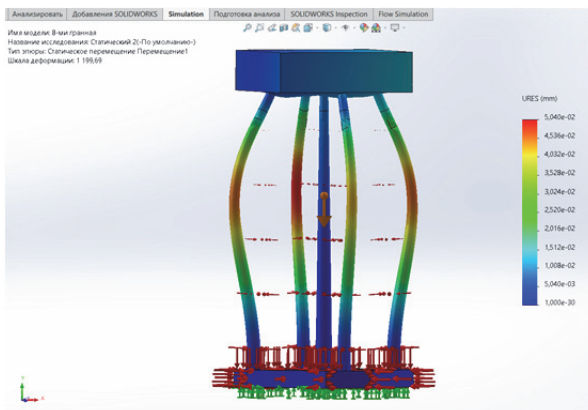 Анализировать Добавления SOLIDWORKS Simulation Подготовка анализа SOLIDWORKS Inspection Flow Simulation
Имя модели: 8-ми гранная
Название исследования: Статический 2(-По умолчанию-)
Тип эпюры: Статическое перемещение Перемещение1
Шкала деформации: 1 199,69
URES (mm)
5,040e-02
4,536e-02
4,032e-02
3,528e-02
3,024e-02
2,520e-02
2,016e-02
1,512e-02
1,008e-02
5,040e-03
1,000e-30